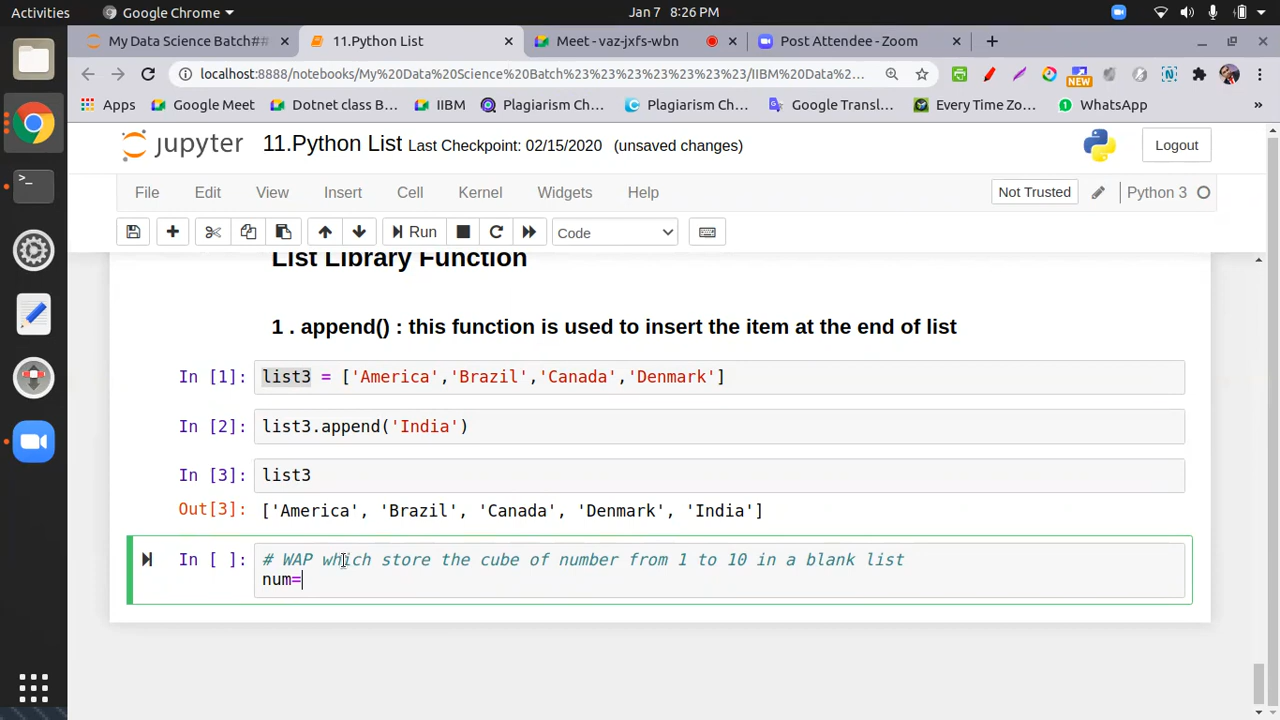 Activities
Google Chrome
Jan 7 8:26 PM
My Data Science Batch##
11.Python List
Meet - vaz-jxfs-wbn
Post Attendee - Zoom
localhost:8888/notebooks/My%20Data%20Science%20Batch%23%23%23%23%23%23%23/IIBM%20Data%2...
NEW
Apps
Google Meet
Dotnet class B...
IIBM
Plagiarism Ch...
Plagiarism Ch...
Google Transl...
Every Time Zo...
WhatsApp
»
jupyter
11.Python List
Last Checkpoint: 02/15/2020
(unsaved changes)
Logout
File
Edit
View
Insert
Cell
Kernel
Widgets
Help
Not Trusted
Python 3
Run
Code
List Library Function
1 . append() : this function is used to insert the item at the end of list
In [1]:
list3 = ['America','Brazil','Canada','Denmark']
In [2]:
list3.append('India')
In [3]:
list3
Out[3]:
['America', 'Brazil', 'Canada', 'Denmark', 'India']
In [ ]:
# WAP which store the cube of number from 1 to 10 in a blank list
num=